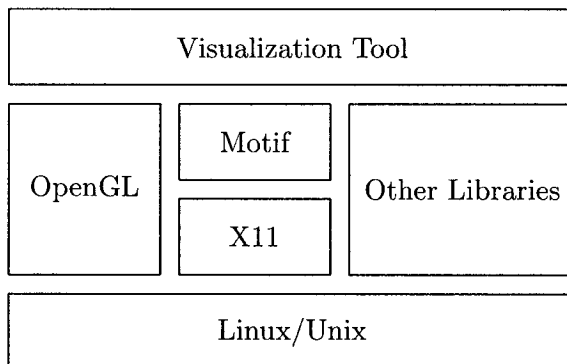 Visualization Tool
OpenGL
Motif
X11
Other Libraries
Linux/Unix